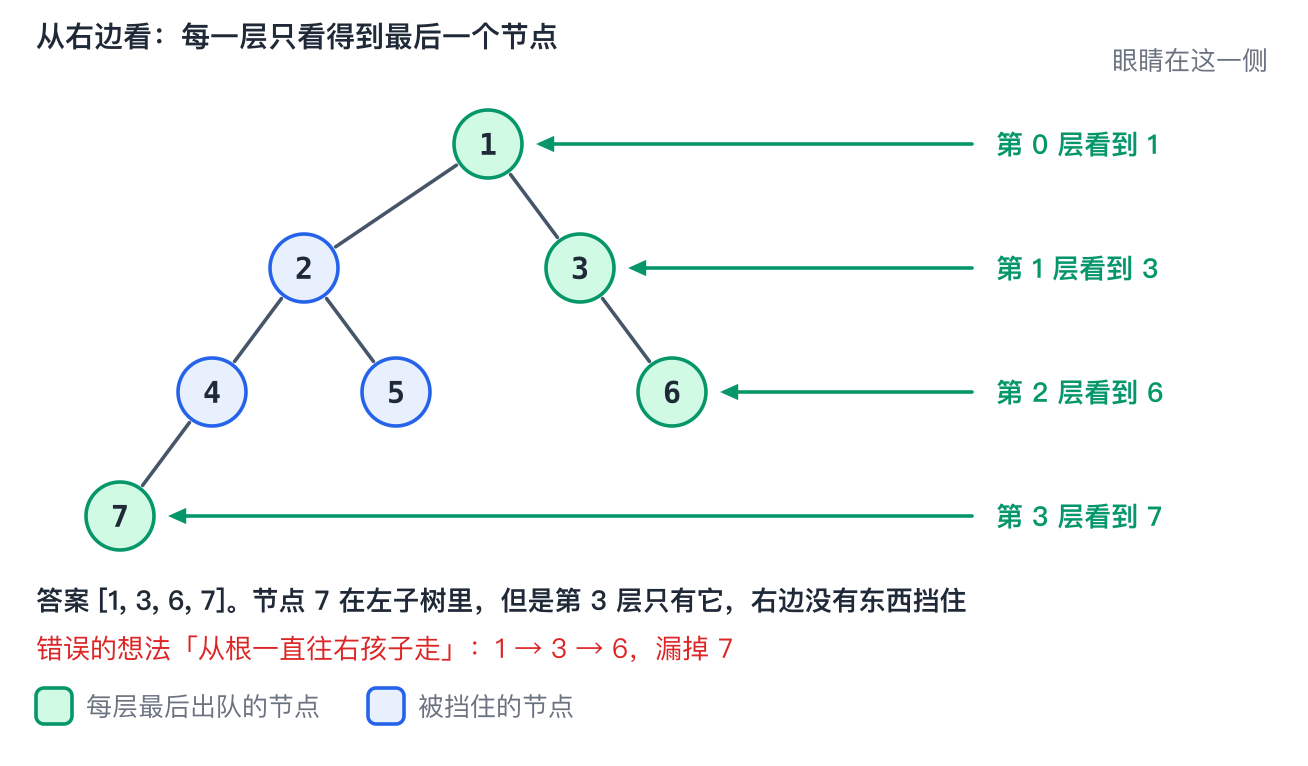 从右边看：每一层只看得到最后一个节点
眼睛在这一侧
1
第 0 层看到 1
2
3
第 1 层看到 3
4
5
6
第 2 层看到 6
7
第 3 层看到 7
答案 [1, 3, 6, 7]。节点 7 在左子树里，但是第 3 层只有它，右边没有东西挡住
错误的想法「从根一直往右孩子走」：1 → 3 → 6，漏掉 7
每层最后出队的节点
被挡住的节点